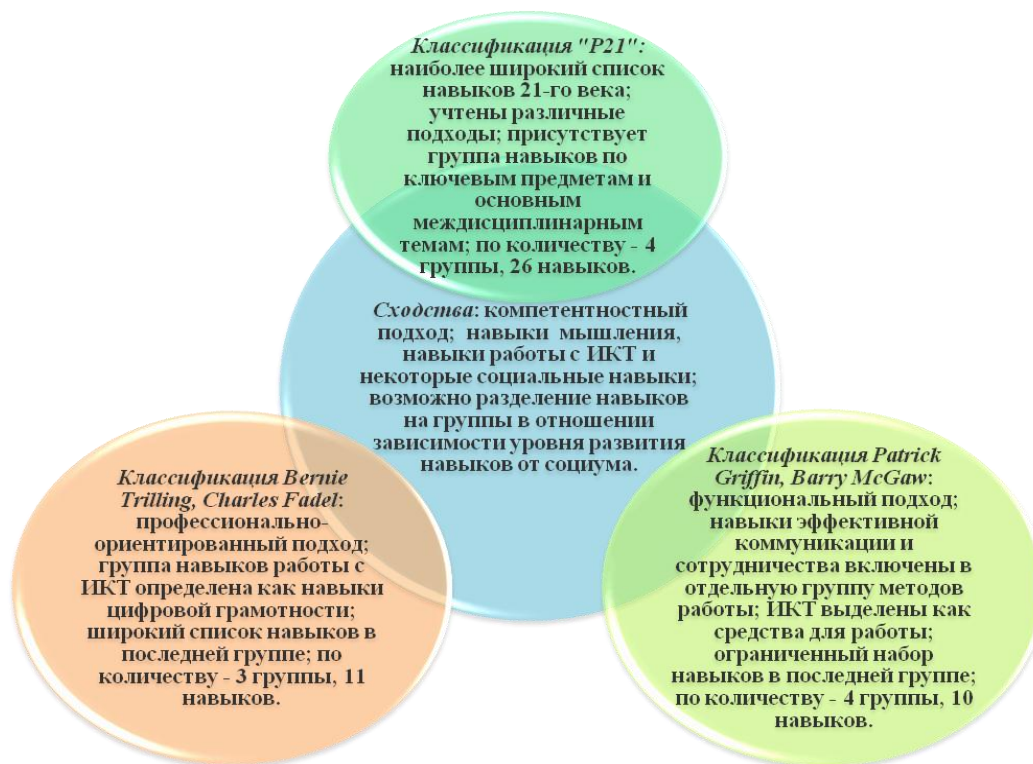 Классификация "P21":
наиболее широкий список
навыков 21-го века;
учтены различные
подходы; присутствует
группа навыков по
ключевым предметам и
основным
междисциплинарным
темам; по количеству - 4
группы, 26 навыков.
Сходства: компетентностный
подход; навыки мышления,
навыки работы с ИКТ и
некоторые социальные навыки;
возможно разделение навыков
на группы в отношении
зависимости уровня развития
навыков от социума.
Классификация Bernie
Trilling, Charles Fadel:
профессионально-
ориентированный подход;
группа навыков работы с
ИКТ определена как навыки
цифровой грамотности;
широкий список навыков в
последней группе; по
количеству - 3 группы, 11
навыков.
Классификация Patrick
Griffin, Barry McGaw:
функциональный подход;
навыки эффективной
коммуникации и
сотрудничества включены в
отдельную группу методов
работы; ИКТ выделены как
средства для работы;
ограниченный набор
навыков в последней группе;
по количеству - 4 группы, 10
навыков.